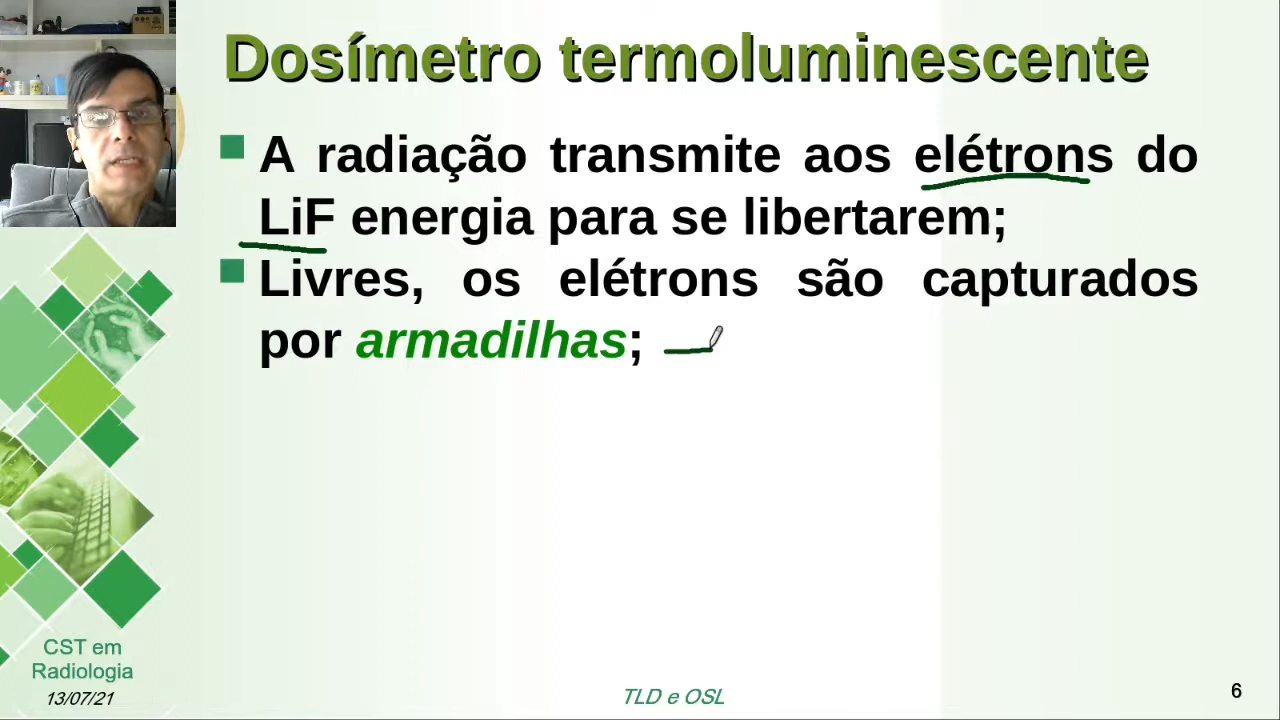 Dosímetro termoluminescente
A radiação transmite aos elétrons do
LiF energia para se libertarem;
Livres, os elétrons são capturados
por armadilhas;
CST em
Radiologia
13/07/21
TLD e OSL
6